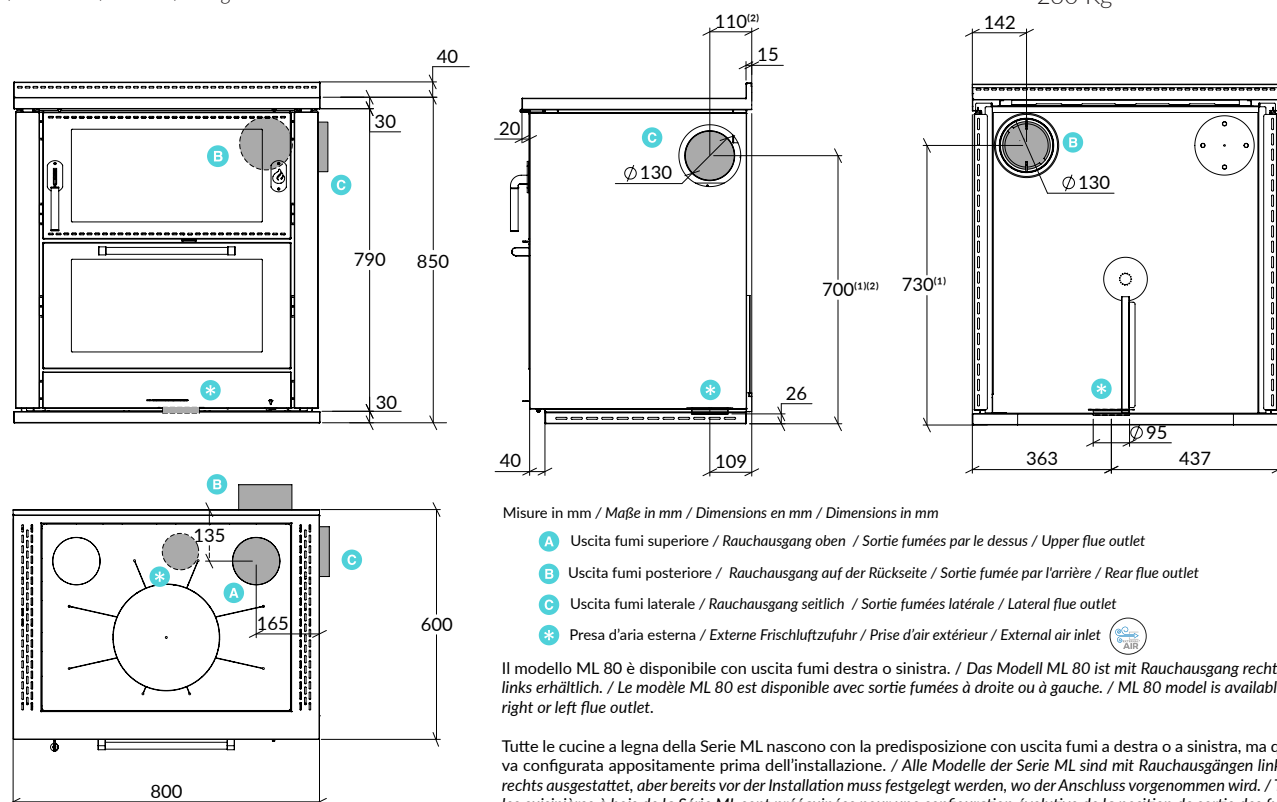 40
30
790
850
30
B
C
*
110(2)
15
20
C
∅130
700(1)(2)
*
26
40
109
142
B
∅130
730(1)
*
∅95
363
437
B
135
C
*
A
165
600
800
Misure in mm / Maße in mm / Dimensions en mm / Dimensions in mm
A Uscita fumi superiore / Rauchausgang oben / Sortie fumées par le dessus / Upper flue outlet
B Uscita fumi posteriore / Rauchausgang auf der Rückseite / Sortie fumée par l'arrière / Rear flue outlet
C Uscita fumi laterale / Rauchausgang seitlich / Sortie fumées latérale / Lateral flue outlet
* Presa d'aria esterna / Externe Frischluftzufuhr / Prise d'air extérieur / External air inlet
AIR
Il modello ML 80 è disponibile con uscita fumi destra o sinistra. / Das Modell ML 80 ist mit Rauchausgang recht
links erhältlich. / Le modèle ML 80 est disponible avec sortie fumées à droite ou à gauche. / ML 80 model is availabl
right or left flue outlet.
Tutte le cucine a legna della Serie ML nascono con la predisposizione con uscita fumi a destra o a sinistra, ma
va configurata appositamente prima dell'installazione. / Alle Modelle der Serie ML sind mit Rauchausgängen link
rechts ausgestattet, aber bereits vor der Installation muss festgelegt werden, wo der Anschluss vorgenommen wird. /